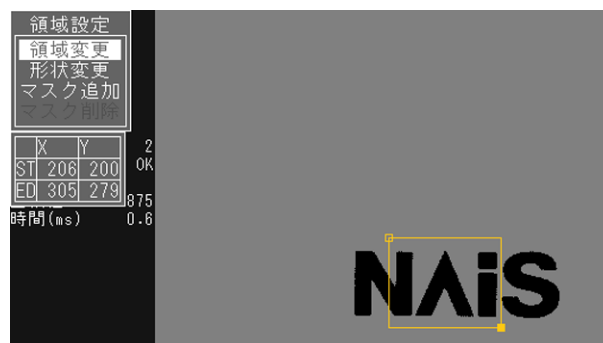 領域設定
領域変更
形状変更
マスク追加
マスク削除
X Y 2
ST 206 200 OK
ED 305 279
875
時間(ms) 0.6
NAiS